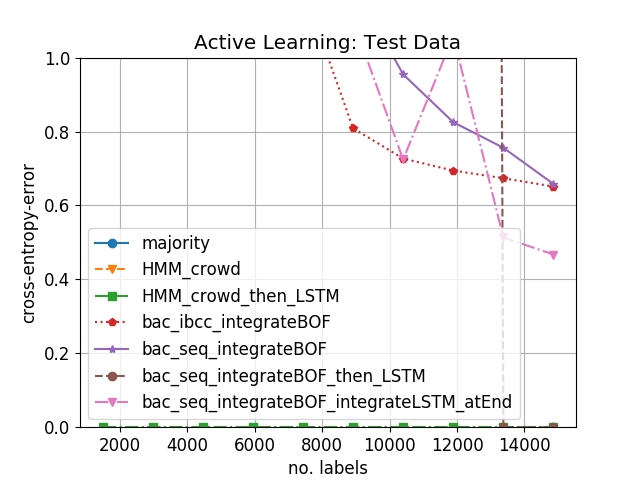 Active Learning: Test Data
cross-entropy-error
1.0
0.8
0.6
0.4
0.2
0.0
majority
HMM_crowd
HMM_crowd_then_LSTM
bac_ibcc_integrateBOF
bac_seq_integrateBOF
bac_seq_integrateBOF_then_LSTM
bac_seq_integrateBOF_integrateLSTM_atEnd
2000 4000 6000 8000 10000 12000 14000
no. labels